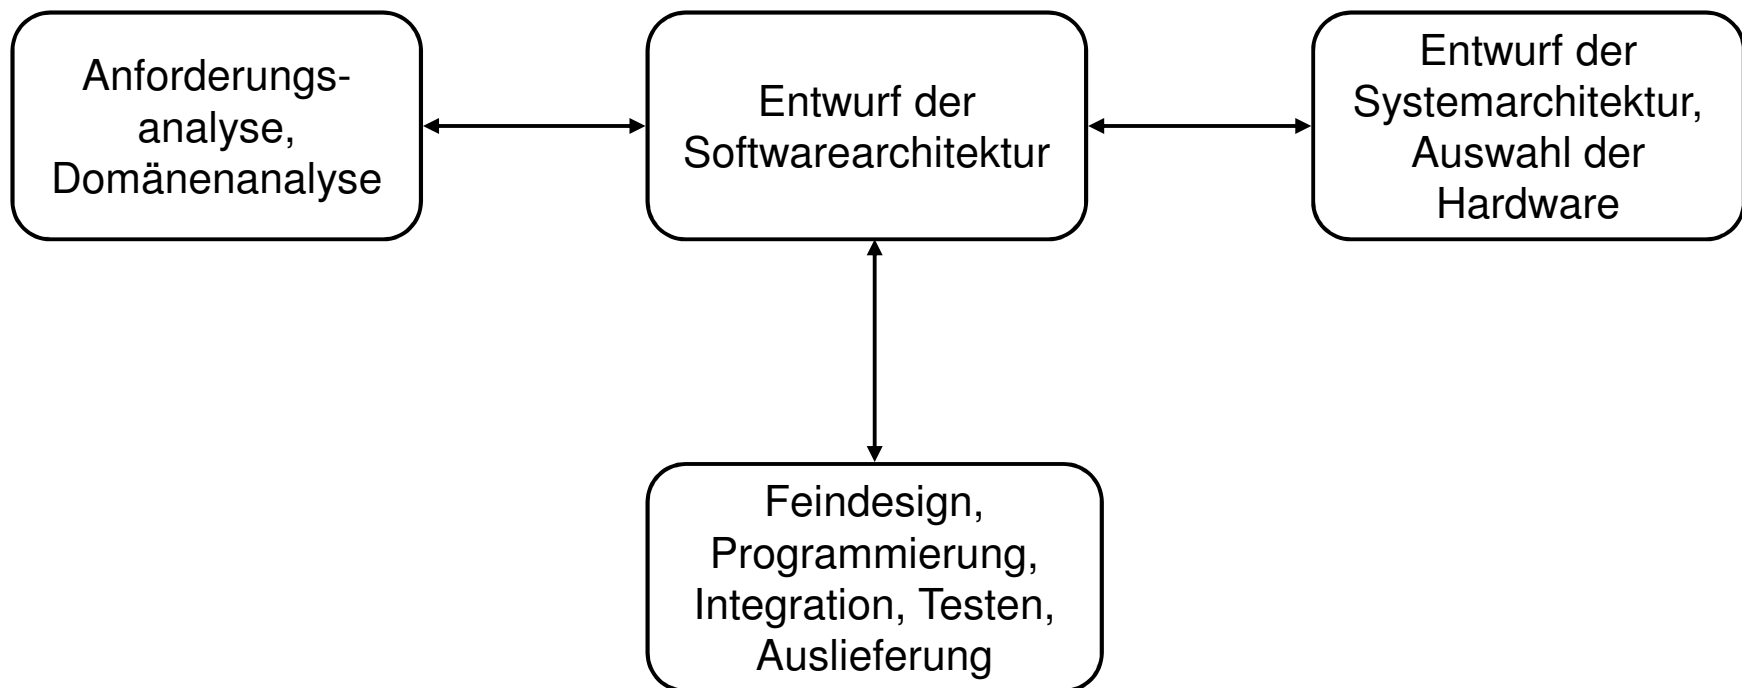 Anforderungs-
analyse,
Domänenanalyse
Entwurf der
Softwarearchitektur
Entwurf der
Systemarchitektur,
Auswahl der
Hardware
Feindesign,
Programmierung,
Integration, Testen,
Auslieferung